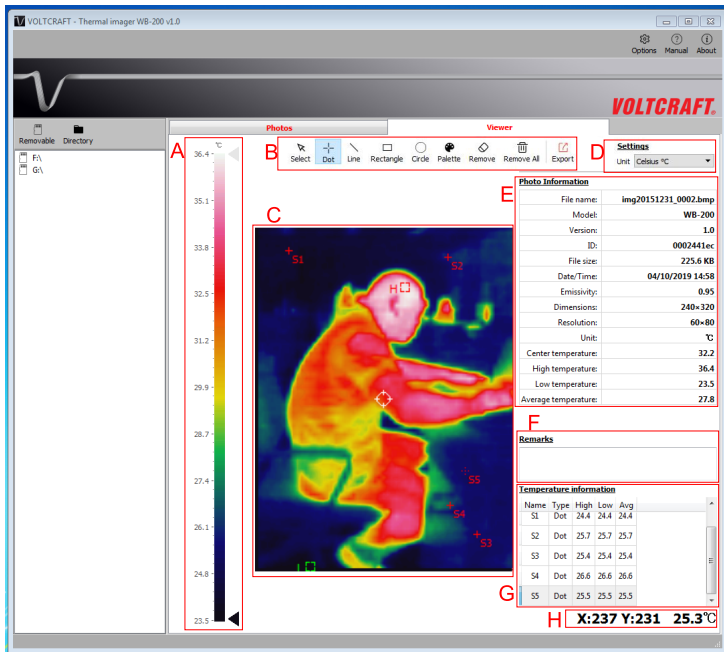 VOLTCRAFT - Thermal imager WB-200 v1.0
Options Manual About
VOLTCRAFT®
Removable Directory
F:\
G:\
Photos Viewer
A
°C
36.4
35.1
33.8
32.5
31.2
29.9
28.7
27.4
26.1
24.8
23.5
B
Select Dot Line Rectangle Circle Palette Remove Remove All Export
C
S1
S2
H
S5
S4
S3
L
D
Settings
Unit Celsius °C
E
Photo Information
File name: img20151231_0002.bmp
Model: WB-200
Version: 1.0
ID: 0002441ec
File size: 225.6 KB
Date/Time: 04/10/2019 14:58
Emissivity: 0.95
Dimensions: 240×320
Resolution: 60×80
Unit: °C
Center temperature: 32.2
High temperature: 36.4
Low temperature: 23.5
Average temperature: 27.8
F
Remarks
G
Temperature information
Name Type High Low Avg
S1 Dot 24.4 24.4 24.4
S2 Dot 25.7 25.7 25.7
S3 Dot 25.4 25.4 25.4
S4 Dot 26.6 26.6 26.6
S5 Dot 25.5 25.5 25.5
H
X:237 Y:231 25.3°C